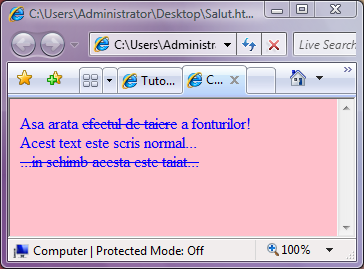 C:\Users\Administrator\Desktop\Salut.ht...
C:\Users\Administr
Live Search
Tuto...
C...
Asa arata efectul de taiere a fonturilor!
Acest text este scris normal...
...in schimb acesta este taiat...
Computer | Protected Mode: Off
100%